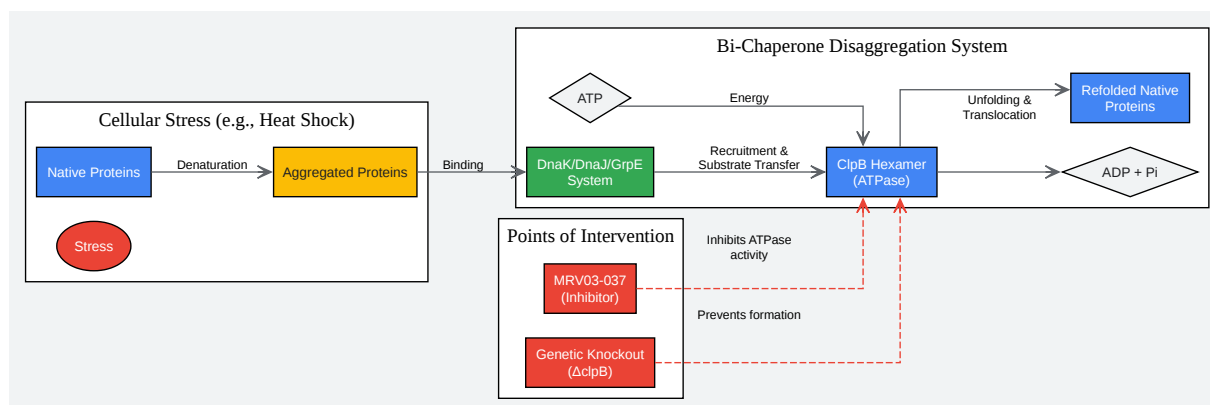 Bi-Chaperone Disaggregation System
ATP
Energy
Unfolding &
Translocation
Refolded Native
Proteins
Cellular Stress (e.g., Heat Shock)
Native Proteins
Denaturation
Aggregated Proteins
Binding
DnaK/DnaJ/GrpE
System
Recruitment &
Substrate Transfer
ClpB Hexamer
(ATPase)
ADP + Pi
Stress
Points of Intervention
Inhibits ATPase
activity
MRV03-037
(Inhibitor)
Prevents formation
Genetic Knockout
(ΔclpB)